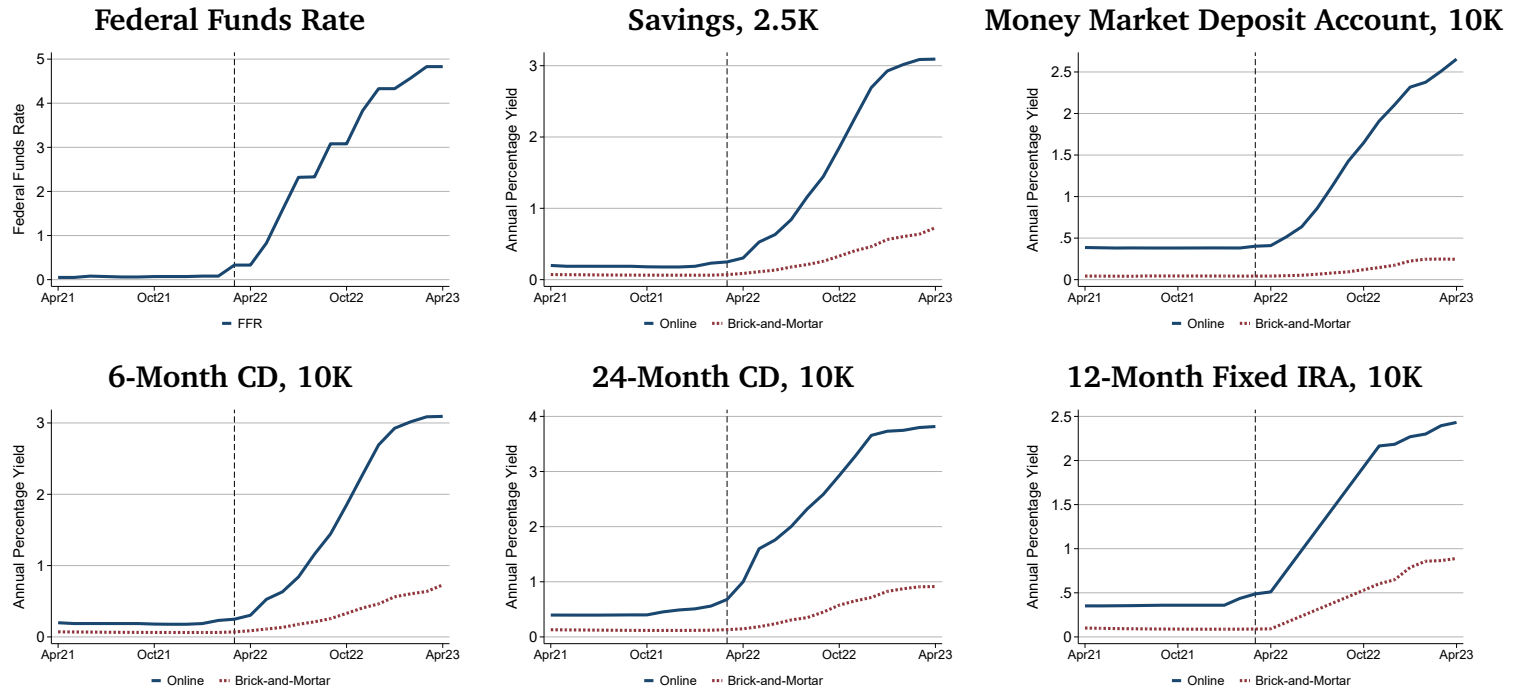 Federal Funds Rate
Federal Funds Rate
5
4
3
2
1
0
Apr21 Oct21 Apr22 Oct22 Apr23
FFR
Savings, 2.5K
Annual Percentage Yield
3
2
1
0
Apr21 Oct21 Apr22 Oct22 Apr23
Online Brick-and-Mortar
Money Market Deposit Account, 10K
Annual Percentage Yield
2.5
2
1.5
1
.5
0
Apr21 Oct21 Apr22 Oct22 Apr23
Online Brick-and-Mortar
6-Month CD, 10K
Annual Percentage Yield
3
2
1
0
Apr21 Oct21 Apr22 Oct22 Apr23
Online Brick-and-Mortar
24-Month CD, 10K
Annual Percentage Yield
4
3
2
1
0
Apr21 Oct21 Apr22 Oct22 Apr23
Online Brick-and-Mortar
12-Month Fixed IRA, 10K
Annual Percentage Yield
2.5
2
1.5
1
.5
0
Apr21 Oct21 Apr22 Oct22 Apr23
Online Brick-and-Mortar